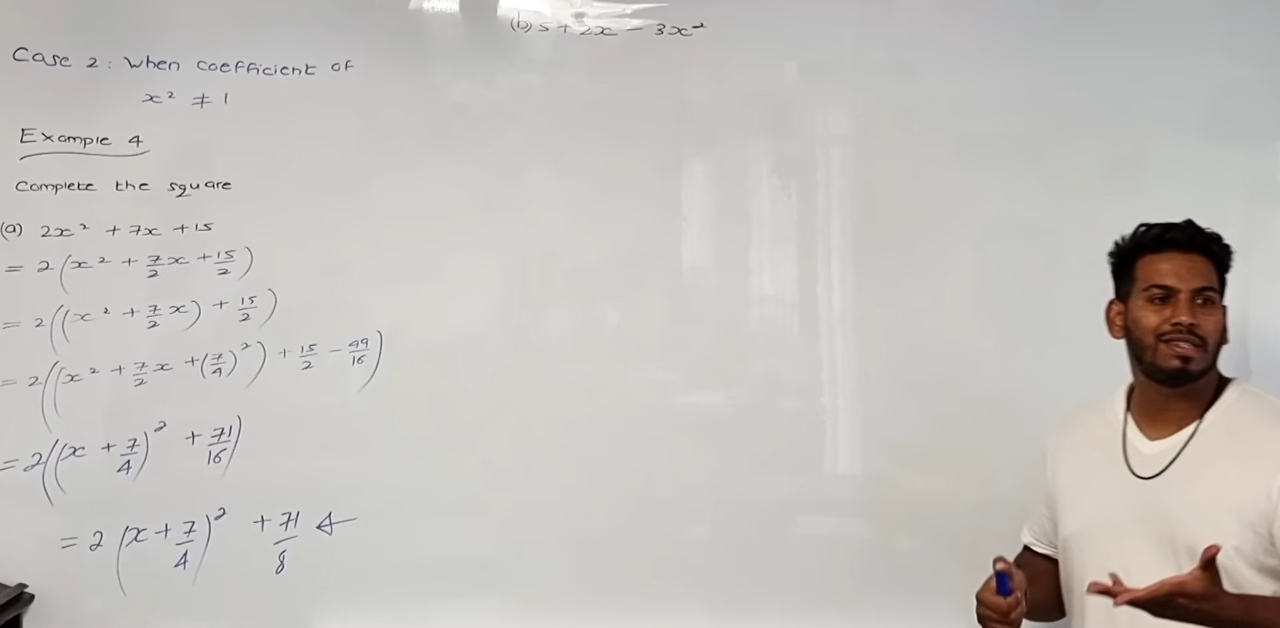 Case 2: When coefficient of
x² ≠ 1
Example 4
Complete the square
(a) 2x² + 7x + 15
= 2(x² + 7/2 x + 15/2)
= 2((x² + 7/2 x) + 15/2)
= 2((x² + 7/2 x + (7/4)²) + 15/2 - 49/16)
= 2((x + 7/4)² + 71/16)
= 2(x + 7/4)² + 71/8
(b) 5 + 2x - 3x²